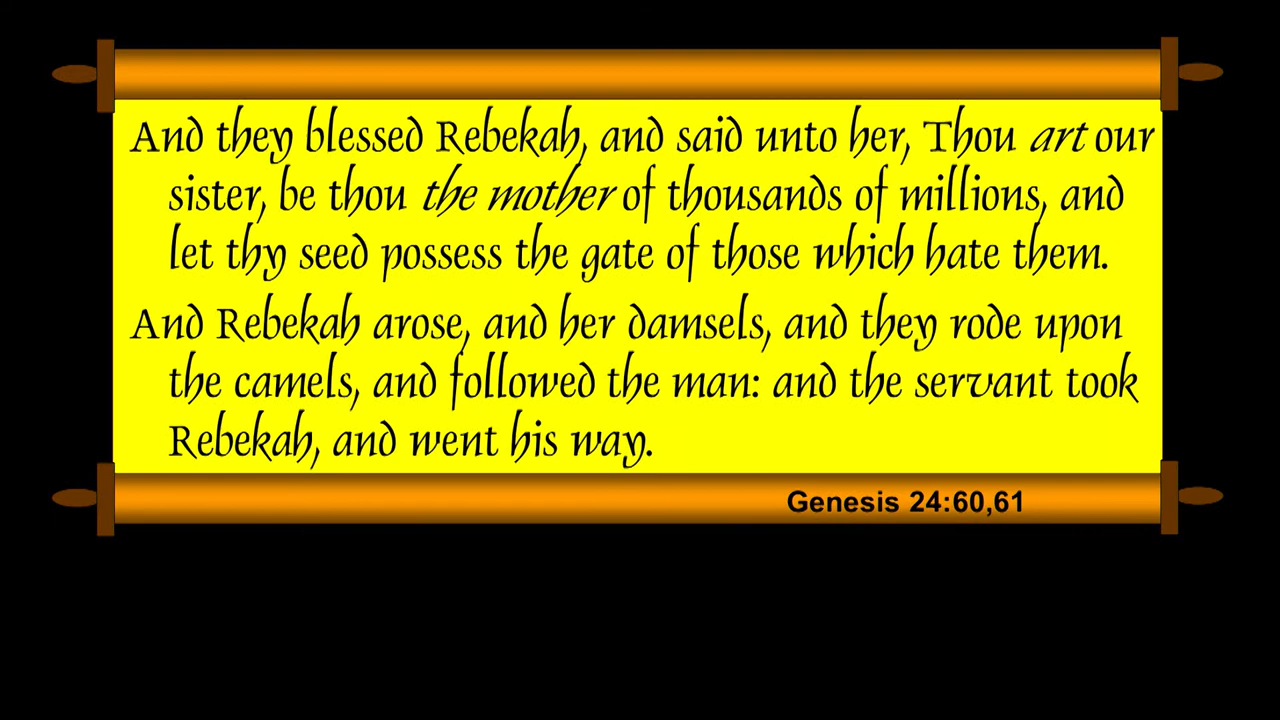 And they blessed Rebekah, and said unto her, Thou art our
sister, be thou the mother of thousands of millions, and
let thy seed possess the gate of those which hate them.
And Rebekah arose, and her damsels, and they rode upon
the camels, and followed the man: and the servant took
Rebekah, and went his way.
Genesis 24:60,61